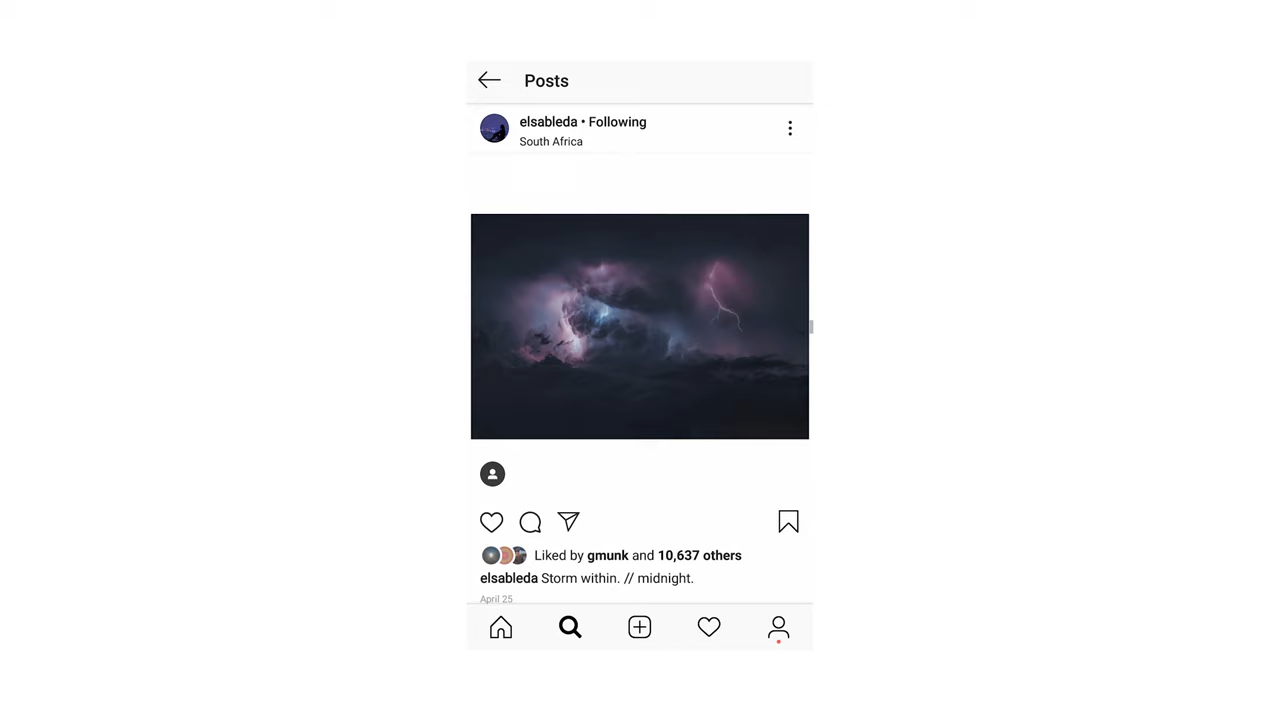 Posts
elsableda • Following
South Africa
Liked by gmunk and 10,637 others
elsableda Storm within. // midnight.
April 25